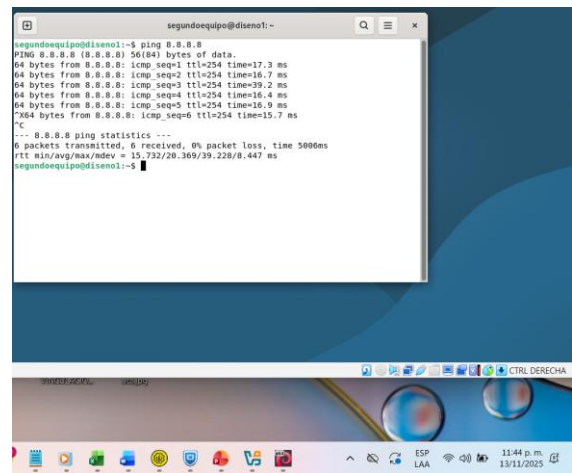 segundoequipo@diseno1: ~
segundoequipo@diseno1:~$ ping 8.8.8.8
PING 8.8.8.8 (8.8.8.8) 56(84) bytes of data.
64 bytes from 8.8.8.8: icmp_seq=1 ttl=254 time=17.3 ms
64 bytes from 8.8.8.8: icmp_seq=2 ttl=254 time=16.7 ms
64 bytes from 8.8.8.8: icmp_seq=3 ttl=254 time=39.2 ms
64 bytes from 8.8.8.8: icmp_seq=4 ttl=254 time=16.4 ms
64 bytes from 8.8.8.8: icmp_seq=5 ttl=254 time=16.9 ms
^X64 bytes from 8.8.8.8: icmp_seq=6 ttl=254 time=15.7 ms
^C
--- 8.8.8.8 ping statistics ---
6 packets transmitted, 6 received, 0% packet loss, time 5006ms
rtt min/avg/max/mdev = 15.732/20.369/39.228/8.447 ms
segundoequipo@diseno1:~$
CTRL DERECHA
ESP
LAA
11:44 p. m.
13/11/2025